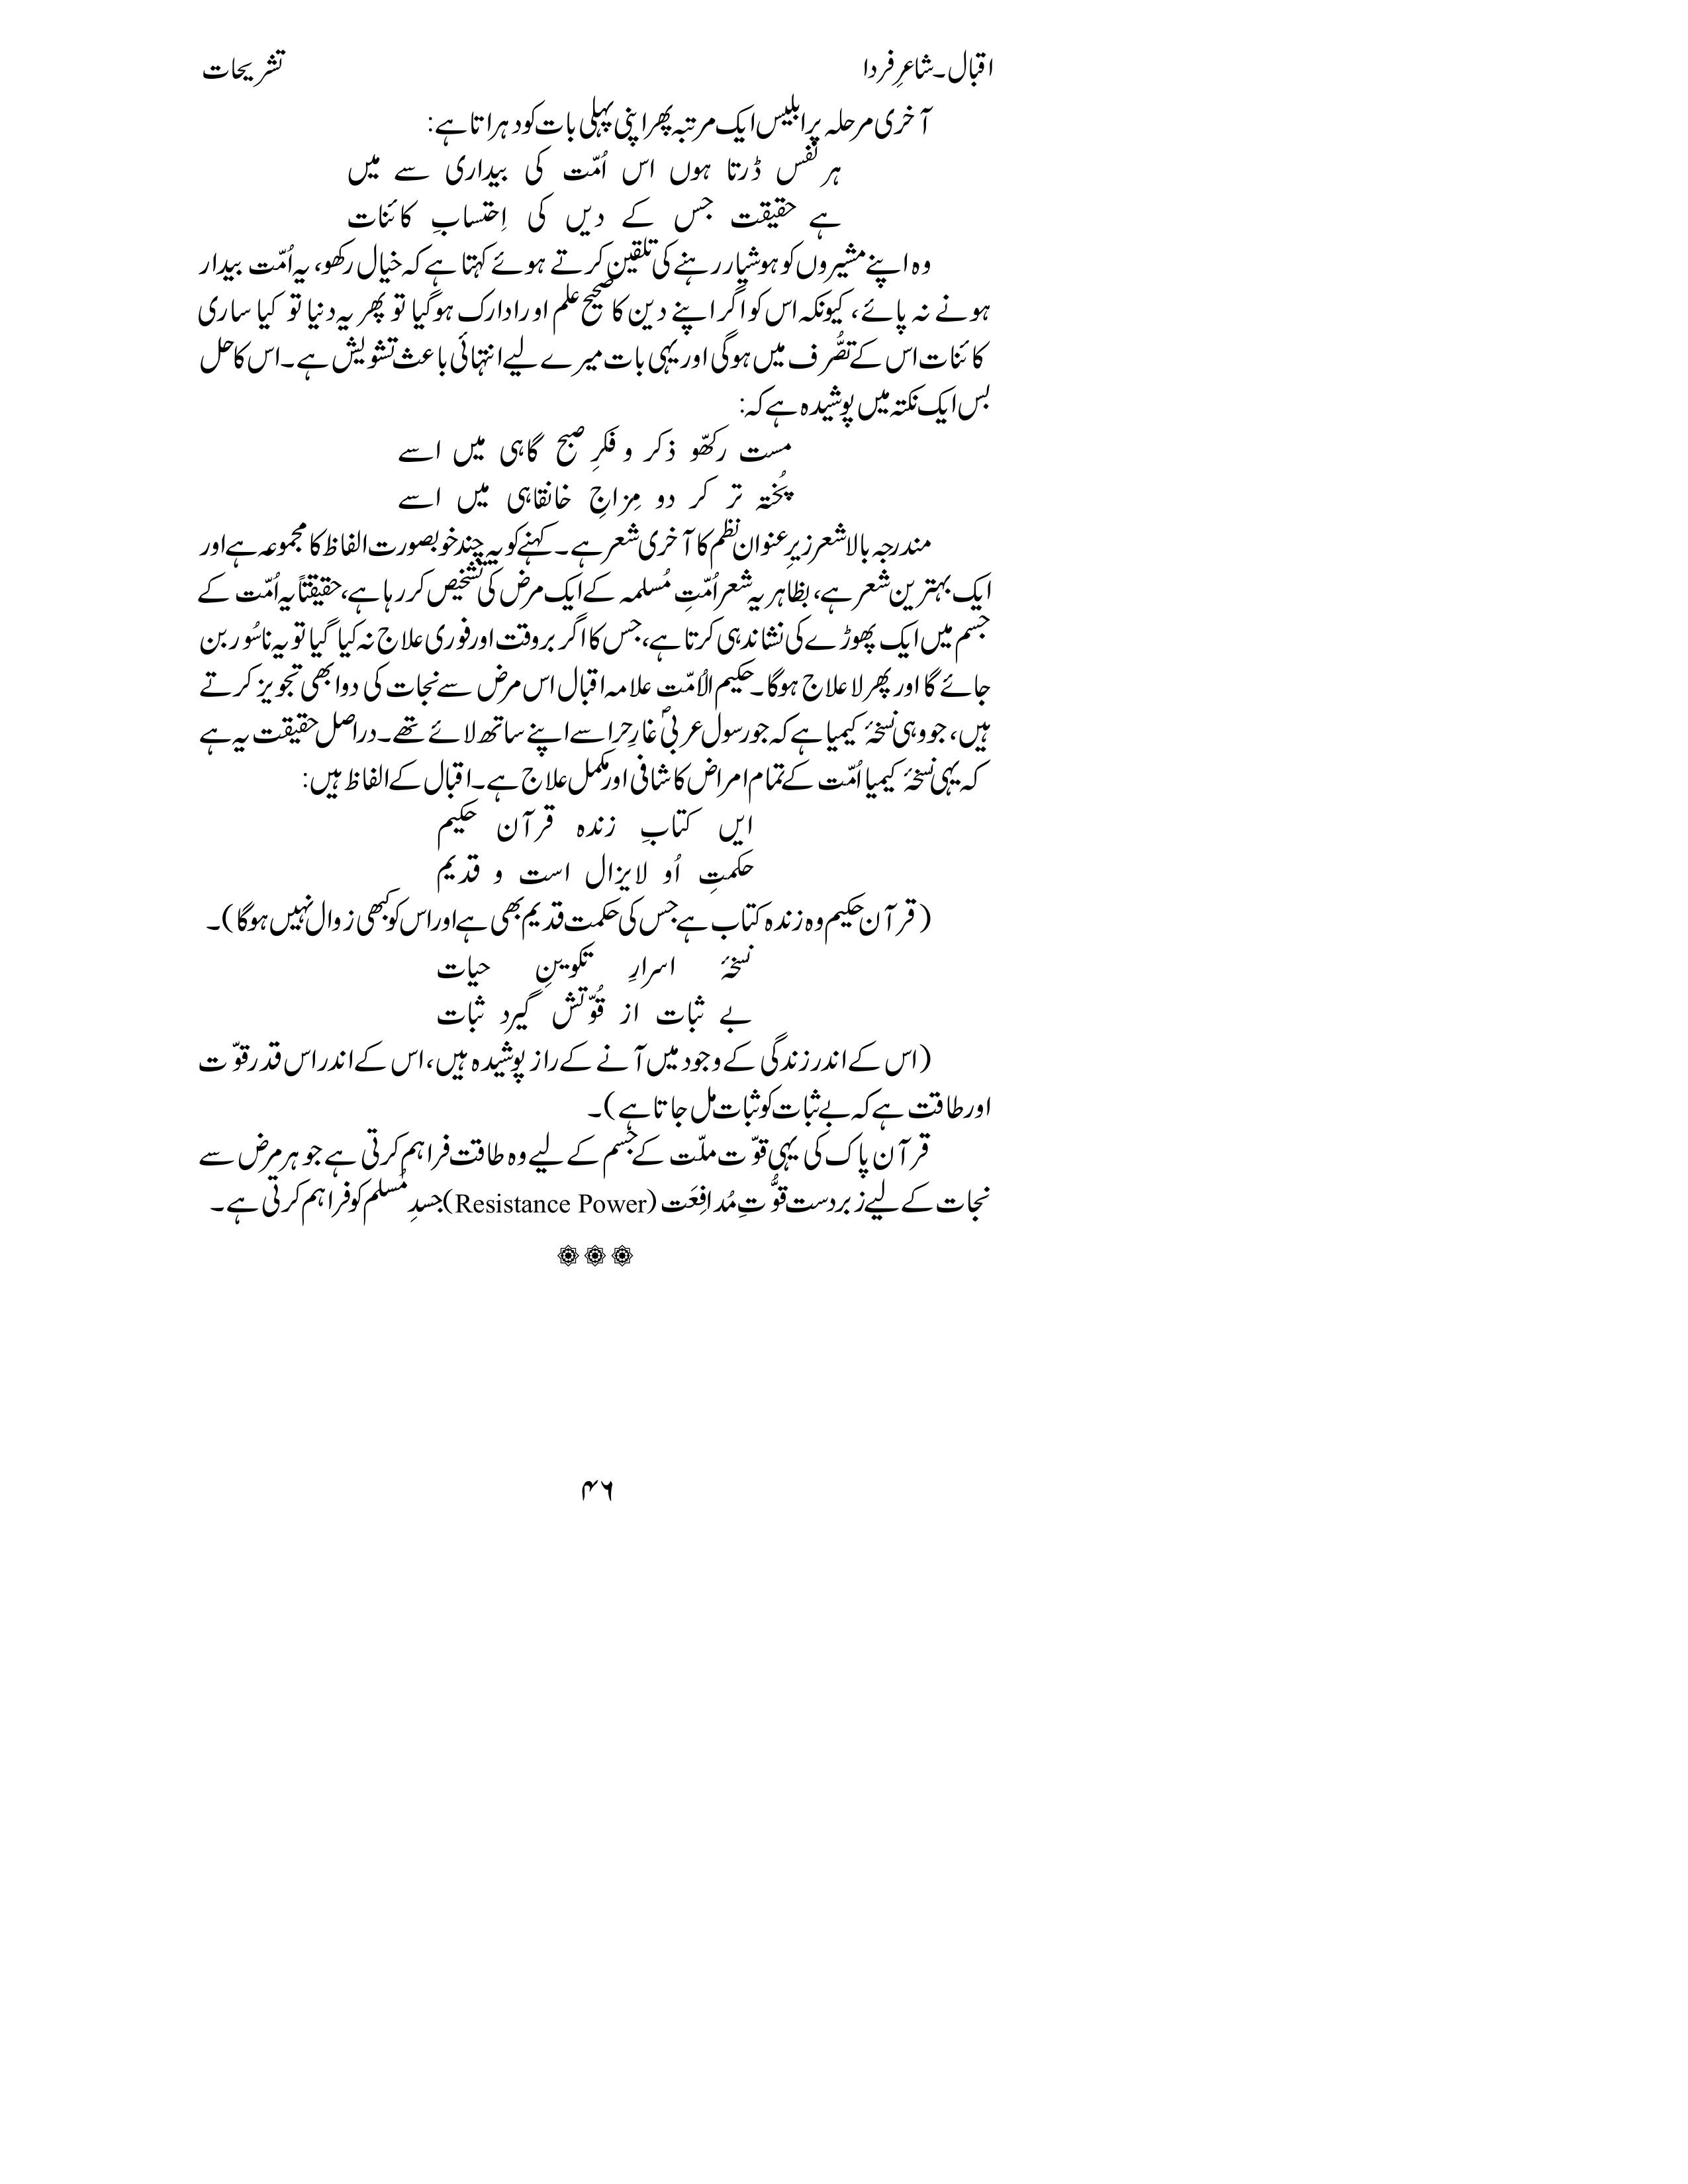 اقبال۔شاعرِ فردا تشریحات
آخری مرحلہ پر ابلیس ایک مرتبہ پھر اپنی پہلی بات کو دہراتا ہے:
ہر نفس ڈرتا ہوں اس اُمّت کی بیداری سے میں
ہے حقیقت جس کے دیں کی اِحتسابِ کائنات
وہ اپنے مشیروں کو ہوشیار رہنے کی تلقین کرتے ہوئے کہتا ہے کہ خیال رکھو، یہ اُمّت بیدار
ہونے نہ پائے، کیونکہ اس کو اگر اپنے دین کا صحیح علم اور ادارک ہوگیا تو پھر یہ دنیا تو کیا ساری
کائنات اس کے تصُّرف میں ہوگی اور یہی بات میرے لیے انتہائی باعث تشویش ہے۔ اس کا حل
بس ایک نکتہ میں پوشیدہ ہے کہ:
مست رکھّو ذکر و فکرِ صبح گاہی میں اسے
پُختہ تر کر دو مِزاجِ خانقاہی میں اسے
مندرجہ بالا شعر زیرِ عنوان نظم کا آخری شعر ہے۔ کہنے کو یہ چند خوبصورت الفاظ کا مجموعہ ہے اور
ایک بہترین شعر ہے، بظاہر یہ شعر اُمّتِ مُسلمہ کے ایک مرض کی تشخیص کر رہا ہے، حقیقتاً یہ اُمّت کے
جسم میں ایک پھوڑے کی نشاندہی کرتا ہے، جس کا اگر بروقت اور فوری علاج نہ کیا گیا تو یہ ناسُور بن
جائے گا اور پھر لاعلاج ہوگا۔ حکیم الاُمّت علامہ اقبال اس مرض سے نجات کی دوا بھی تجویز کرتے
ہیں، جو وہی نسخۂ کیمیا ہے کہ جو رسول عربیؐ غارِ حرا سے اپنے ساتھ لائے تھے۔ دراصل حقیقت یہ ہے
کہ یہی نسخۂ کیمیا اُمّت کے تمام امراض کا شافی اور مکمل علاج ہے۔ اقبال کے الفاظ ہیں:
ایں کتابِ زندہ قرآن حکیم
حکمتِ اُو لایزال است و قدیم
(قرآن حکیم وہ زندہ کتاب ہے جس کی حکمت قدیم بھی ہے اور اس کو کبھی زوال نہیں ہوگا)۔
نسخۂ اسرارِ تکوینِ حیات
بے ثبات از قُوّتش گیرد ثبات
(اس کے اندر زندگی کے وجود میں آنے کے راز پوشیدہ ہیں، اس کے اندر اس قدر قوّت
اور طاقت ہے کہ بے ثبات کو ثبات مل جاتا ہے)۔
قرآن پاک کی یہی قوّت ملّت کے جسم کے لیے وہ طاقت فراہم کرتی ہے جو ہر مرض سے
نجات کے لیے زبردست قوُّتِ مُدافِعَت (Resistance Power) جسدِ مُسلم کو فراہم کرتی ہے۔
۴۶